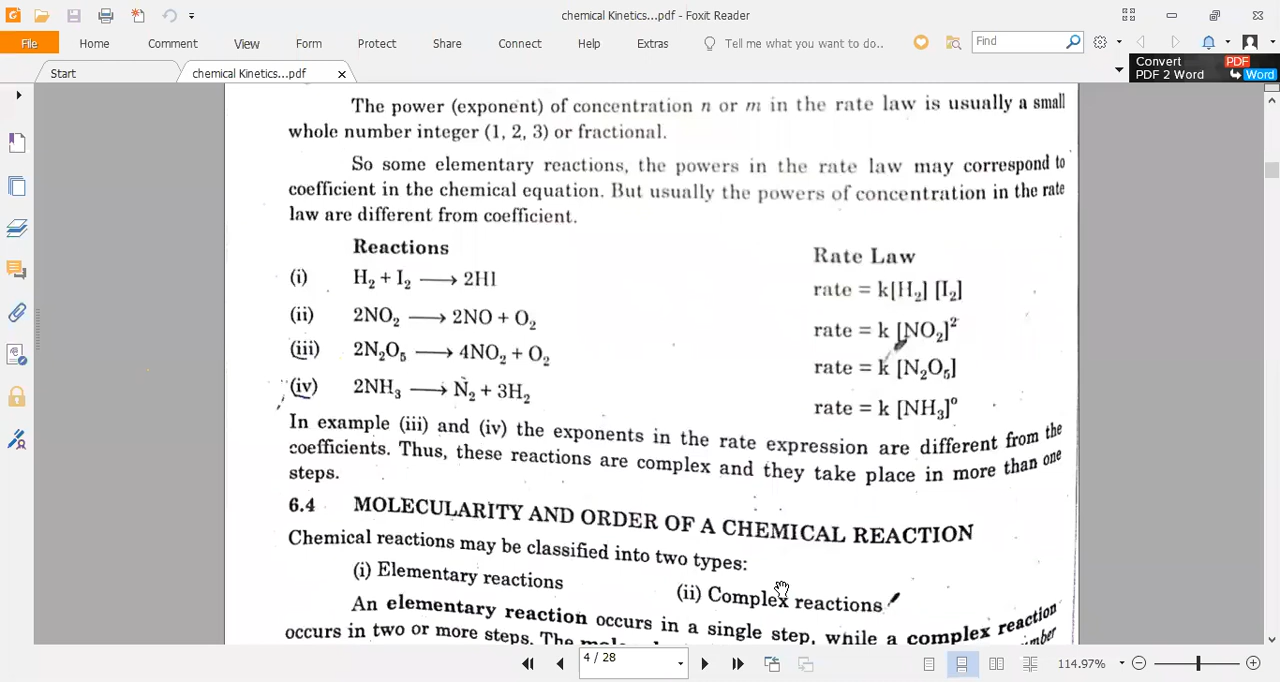 chemical Kinetics...pdf - Foxit Reader
File Home Comment View Form Protect Share Connect Help Extras Tell me what you want to do.. Find
Start chemical Kinetics...pdf
Convert PDF
PDF 2 Word Word
The power (exponent) of concentration n or m in the rate law is usually a small
whole number integer (1, 2, 3) or fractional.
So some elementary reactions, the powers in the rate law may correspond to
coefficient in the chemical equation. But usually the powers of concentration in the rate
law are different from coefficient.
Reactions Rate Law
(i) H₂ + I₂ ⟶ 2HI rate = k[H₂] [I₂]
(ii) 2NO₂ ⟶ 2NO + O₂ rate = k [NO₂]²
(iii) 2N₂O₅ ⟶ 4NO₂ + O₂ rate = k [N₂O₅]
(iv) 2NH₃ ⟶ N₂ + 3H₂ rate = k [NH₃]⁰
In example (iii) and (iv) the exponents in the rate expression are different from the
coefficients. Thus, these reactions are complex and they take place in more than one
steps.
6.4 MOLECULARITY AND ORDER OF A CHEMICAL REACTION
Chemical reactions may be classified into two types:
(i) Elementary reactions (ii) Complex reactions
An elementary reaction occurs in a single step, while a complex reaction
occurs in two or more steps. The
4 / 28 114.97%